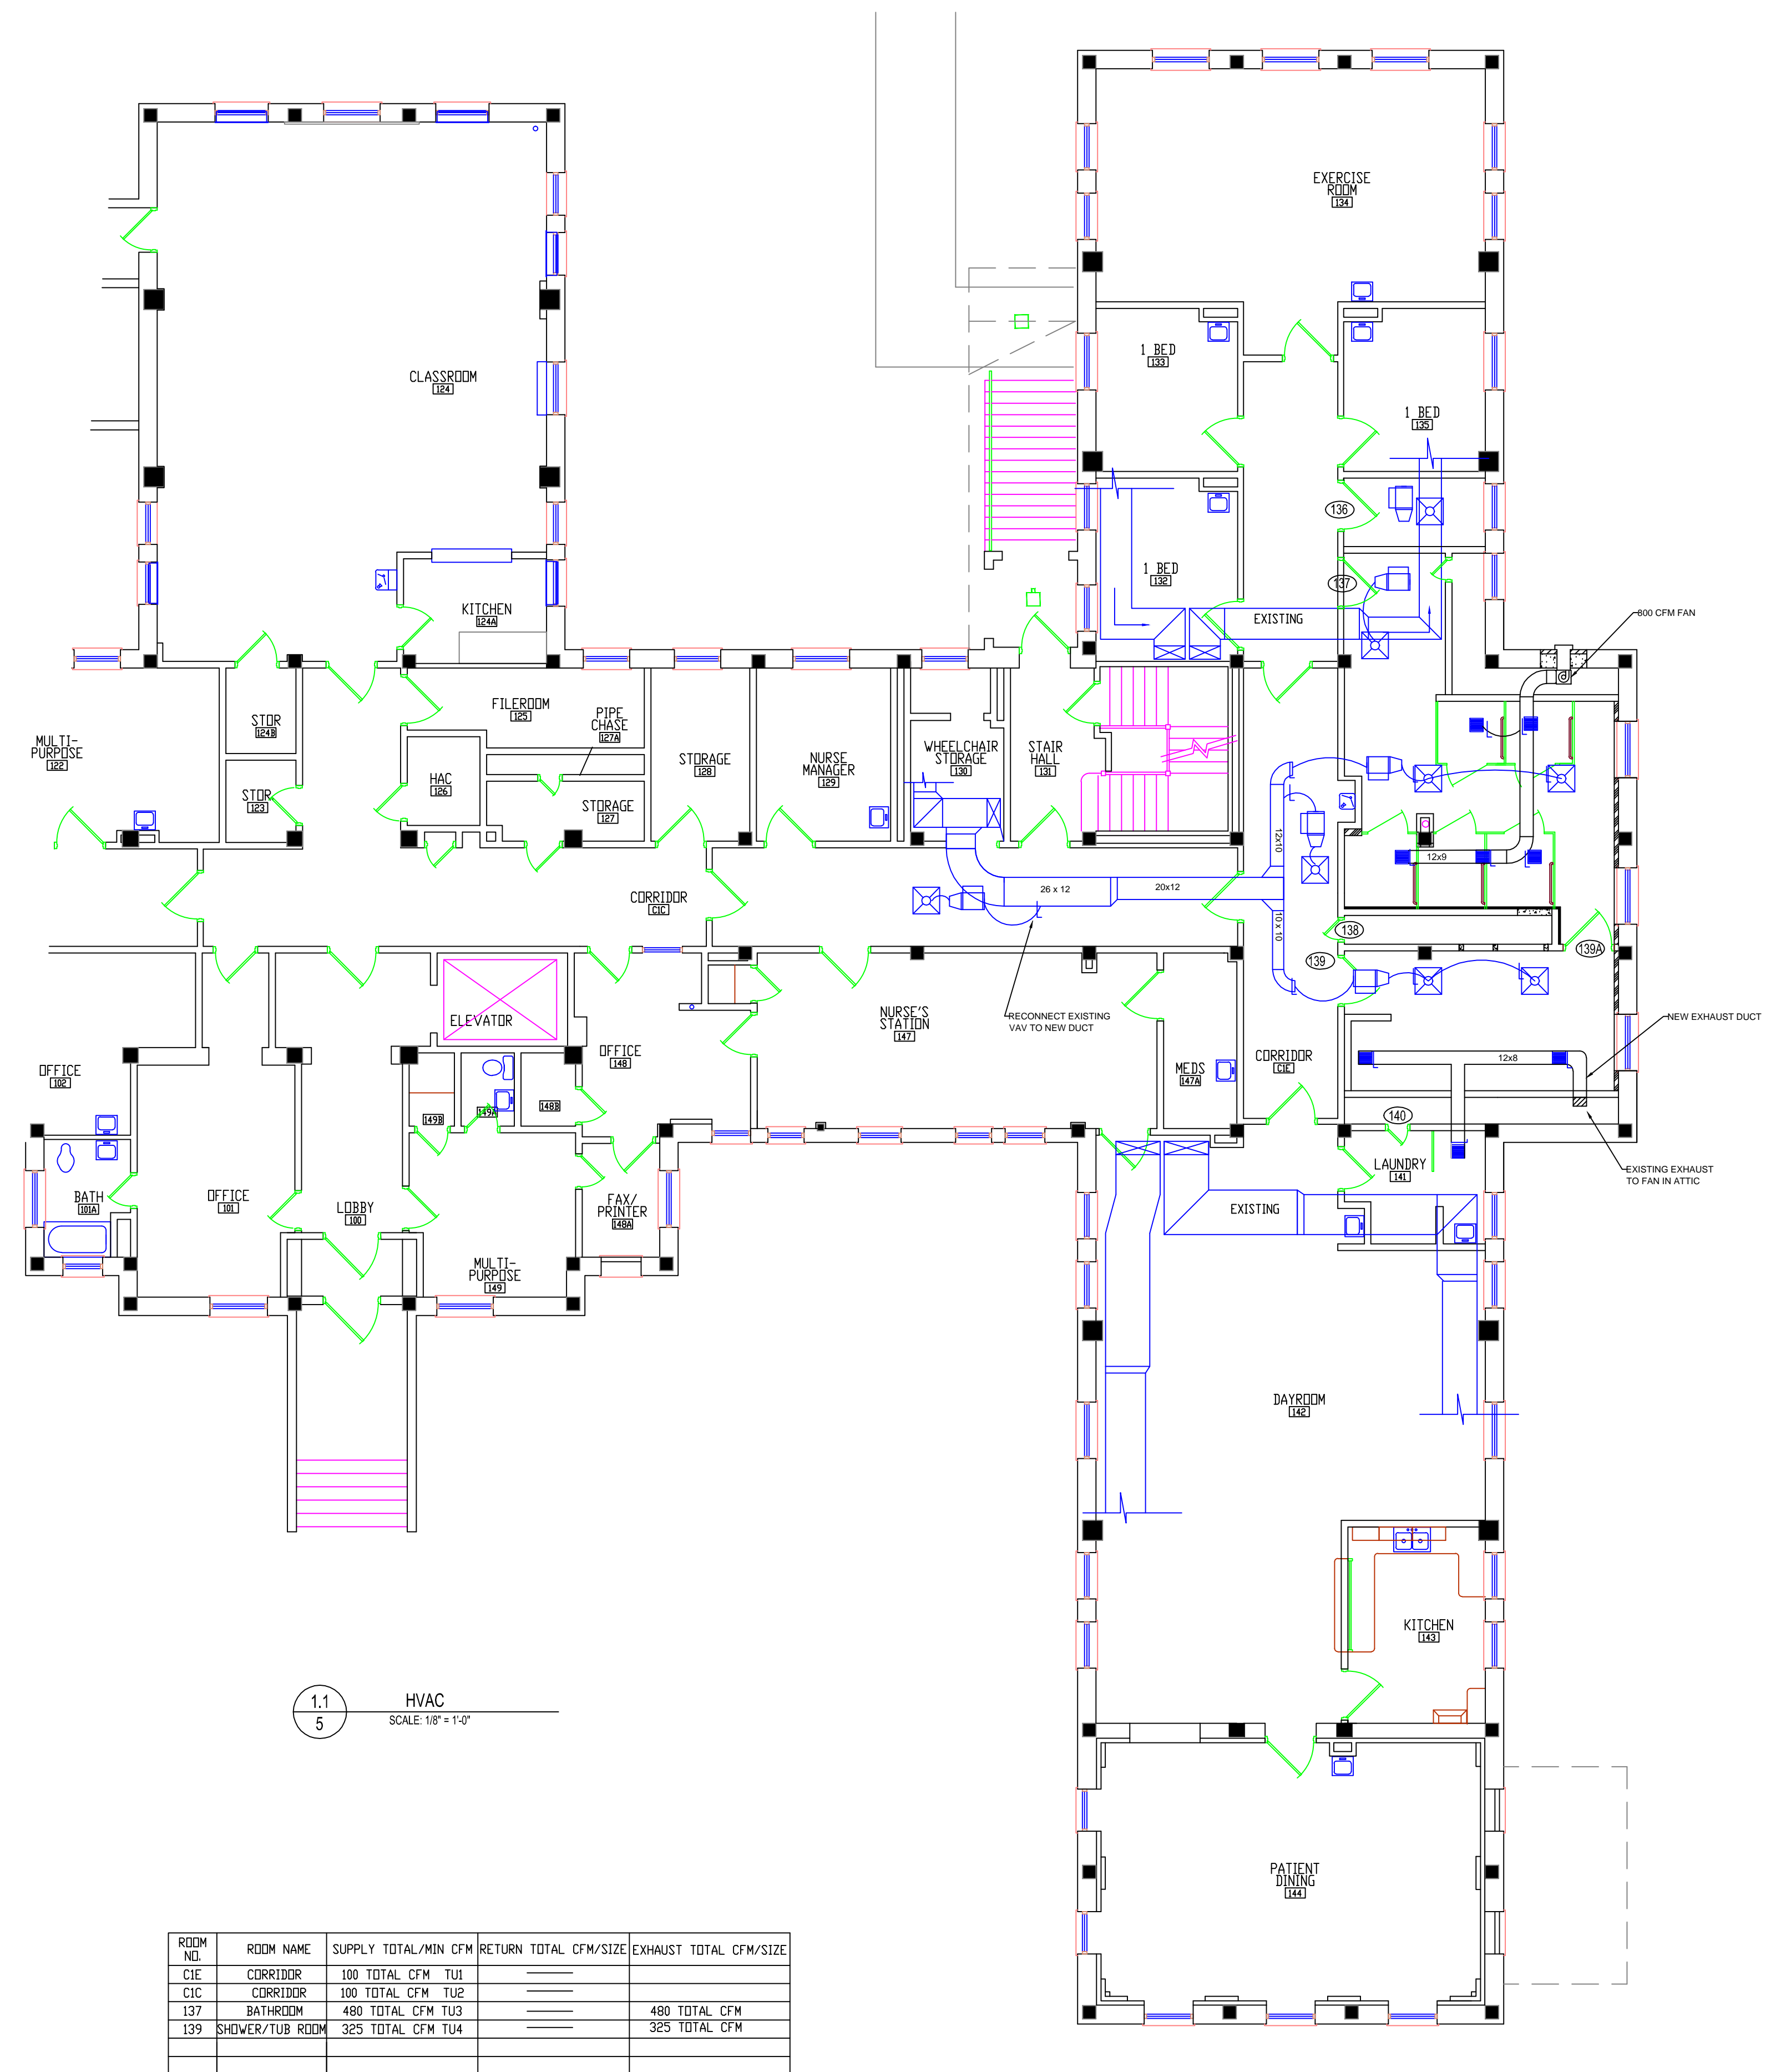 EXERCISE
ROOM
134
1 BED
133
1 BED
135
CLASSROOM
124
136
1 BED
132
137
KITCHEN
124A
EXISTING
800 CFM FAN
FILEROOM
125
PIPE
CHASE
127A
STOR
124B
MULTI-
PURPOSE
122
STORAGE
128
NURSE
MANAGER
129
WHEELCHAIR
STORAGE
130
STAIR
HALL
131
HAC
126
STOR
123
STORAGE
127
12x10
12x9
26 x 12
20x12
CORRIDOR
C1C
10 x 10
138
139
139A
ELEVATOR
NURSE'S
STATION
147
RECONNECT EXISTING
VAV TO NEW DUCT
NEW EXHAUST DUCT
OFFICE
148
CORRIDOR
C1E
12x8
OFFICE
102
MEDS
147A
148B
149A
149B
140
LAUNDRY
141
EXISTING EXHAUST
TO FAN IN ATTIC
BATH
101A
OFFICE
101
LOBBY
100
FAX/
PRINTER
148A
EXISTING
MULTI-
PURPOSE
149
DAYROOM
142
KITCHEN
143
1.1
5
HVAC
SCALE: 1/8" = 1'-0"
PATIENT
DINING
144
ROOM NO. ROOM NAME SUPPLY TOTAL/MIN CFM RETURN TOTAL CFM/SIZE EXHAUST TOTAL CFM/SIZE
C1E CORRIDOR 100 TOTAL CFM TU1
C1C CORRIDOR 100 TOTAL CFM TU2
137 BATHROOM 480 TOTAL CFM TU3 480 TOTAL CFM
139 SHOWER/TUB ROOM 325 TOTAL CFM TU4 325 TOTAL CFM